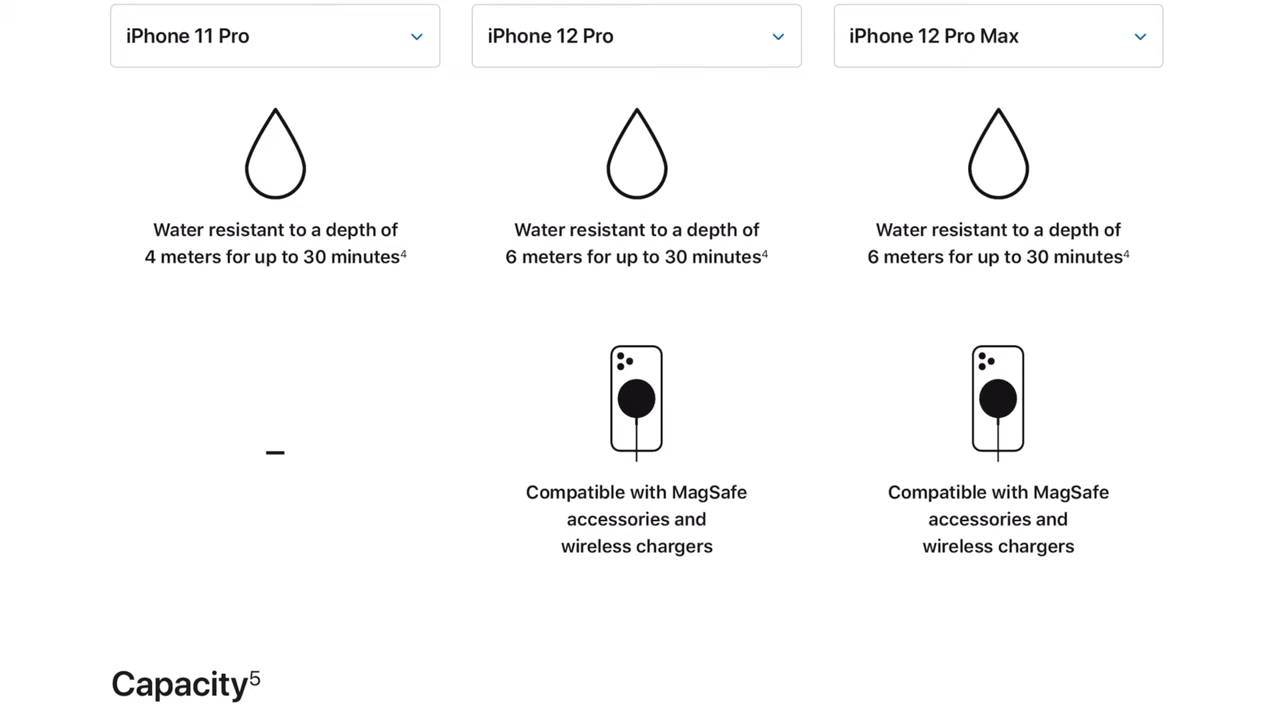 iPhone 11 Pro
iPhone 12 Pro
iPhone 12 Pro Max
Water resistant to a depth of
4 meters for up to 30 minutes⁴
Water resistant to a depth of
6 meters for up to 30 minutes⁴
Water resistant to a depth of
6 meters for up to 30 minutes⁴
–
Compatible with MagSafe
accessories and
wireless chargers
Compatible with MagSafe
accessories and
wireless chargers
Capacity⁵